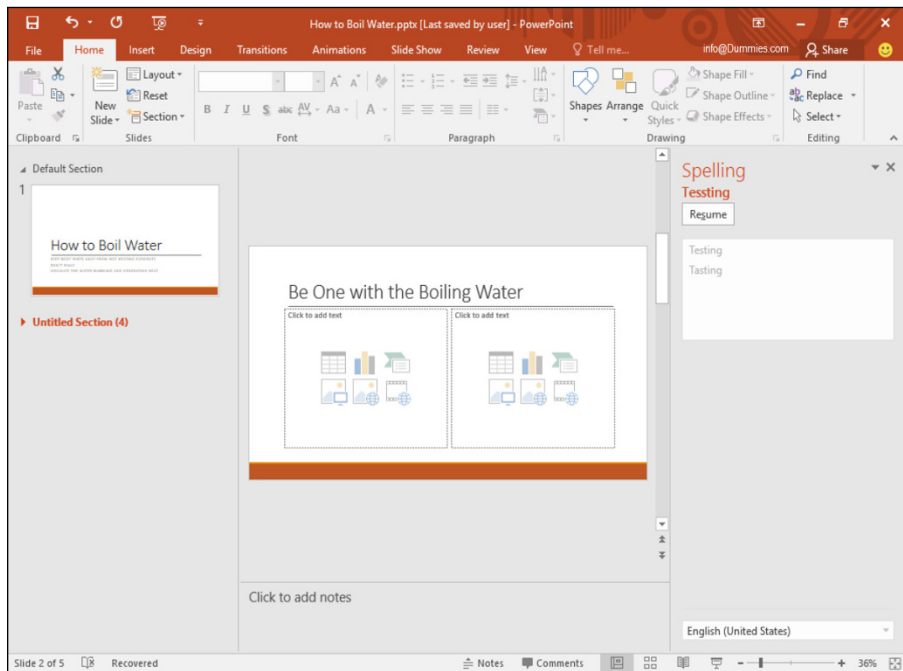 How to Boil Water.pptx [Last saved by user] - PowerPoint
File Home Insert Design Transitions Animations Slide Show Review View Tell me... info@Dummies.com Share
Paste
Clipboard
New Slide
Layout
Reset
Section
Slides
B I U S abc AV Aa A
Font
Paragraph
Shapes Arrange Quick Styles
Shape Fill
Shape Outline
Shape Effects
Drawing
Find
Replace
Select
Editing
Default Section
1
How to Boil Water
Untitled Section (4)
Be One with the Boiling Water
Click to add text Click to add text
Click to add notes
Spelling
Tessting
Resume
Testing
Tasting
English (United States)
Slide 2 of 5 Recovered Notes Comments 36%